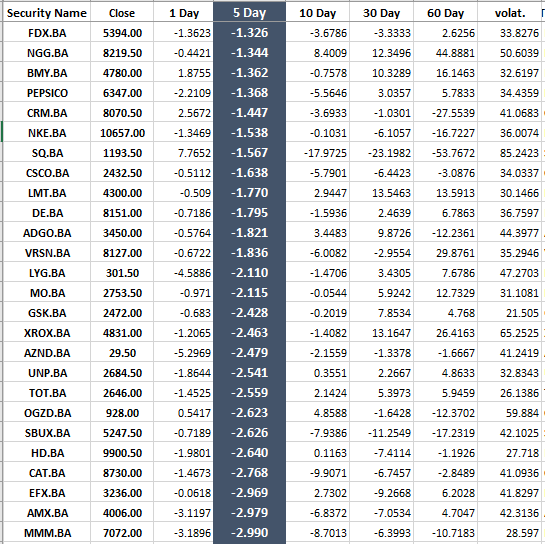 Security Name Close 1 Day 5 Day 10 Day 30 Day 60 Day volat.
FDX.BA 5394.00 -1.3623 -1.326 -3.6786 -3.3333 2.6256 33.8276
NGG.BA 8219.50 -0.4421 -1.344 8.4009 12.3496 44.8881 50.6039
BMY.BA 4780.00 1.8755 -1.362 -0.7578 10.3289 16.1463 32.6197
PEPSICO 6347.00 -2.2109 -1.368 -5.5646 3.0357 5.7833 34.4359
CRM.BA 8070.50 2.5672 -1.447 -3.6933 -1.0301 -27.5539 41.0683
NKE.BA 10657.00 -1.3469 -1.538 -0.1031 -6.1057 -16.7227 36.0074
SQ.BA 1193.50 7.7652 -1.567 -17.9725 -23.1982 -53.7672 85.2423
CSCO.BA 2432.50 -0.5112 -1.638 -5.7901 -6.4423 -3.0876 34.0337
LMT.BA 4300.00 -0.509 -1.770 2.9447 13.5463 13.5913 30.1466
DE.BA 8151.00 -0.7186 -1.795 -1.5936 2.4639 6.7863 36.7597
ADGO.BA 3450.00 -0.5764 -1.821 3.4483 9.8726 -12.2361 44.3977
VRSN.BA 8127.00 -0.6722 -1.836 -6.0082 -2.9554 29.8761 35.2946
LYG.BA 301.50 -4.5886 -2.110 -1.4706 3.4305 7.6786 47.2703
MO.BA 2753.50 -0.971 -2.115 -0.0544 5.9242 12.7329 31.1081
GSK.BA 2472.00 -0.683 -2.428 -0.2019 7.8534 4.768 21.505
XROX.BA 4831.00 -1.2065 -2.463 -1.4082 13.1647 26.4163 65.2525
AZND.BA 29.50 -5.2969 -2.479 -2.1559 -1.3378 -1.6667 41.2419
UNP.BA 2684.50 -1.8644 -2.541 0.3551 2.2667 4.8633 32.8343
TOT.BA 2646.00 -1.4525 -2.559 2.1424 5.3973 5.9459 26.1386
OGZD.BA 928.00 0.5417 -2.623 4.8588 -1.6428 -12.3702 59.884
SBUX.BA 5247.50 -0.7189 -2.626 -7.9386 -11.2549 -17.2319 42.1025
HD.BA 9900.50 -1.9801 -2.640 0.1163 -7.4114 -1.1926 27.718
CAT.BA 8730.00 -1.4673 -2.768 -9.9071 -6.7457 -2.8489 41.0936
EFX.BA 3236.00 -0.0618 -2.969 2.7302 -9.2668 6.2028 41.8297
AMX.BA 4006.00 -3.1197 -2.979 -6.8372 -7.0534 4.7047 42.3136
MMM.BA 7072.00 -3.1896 -2.990 -8.7013 -6.3993 -10.7183 28.597